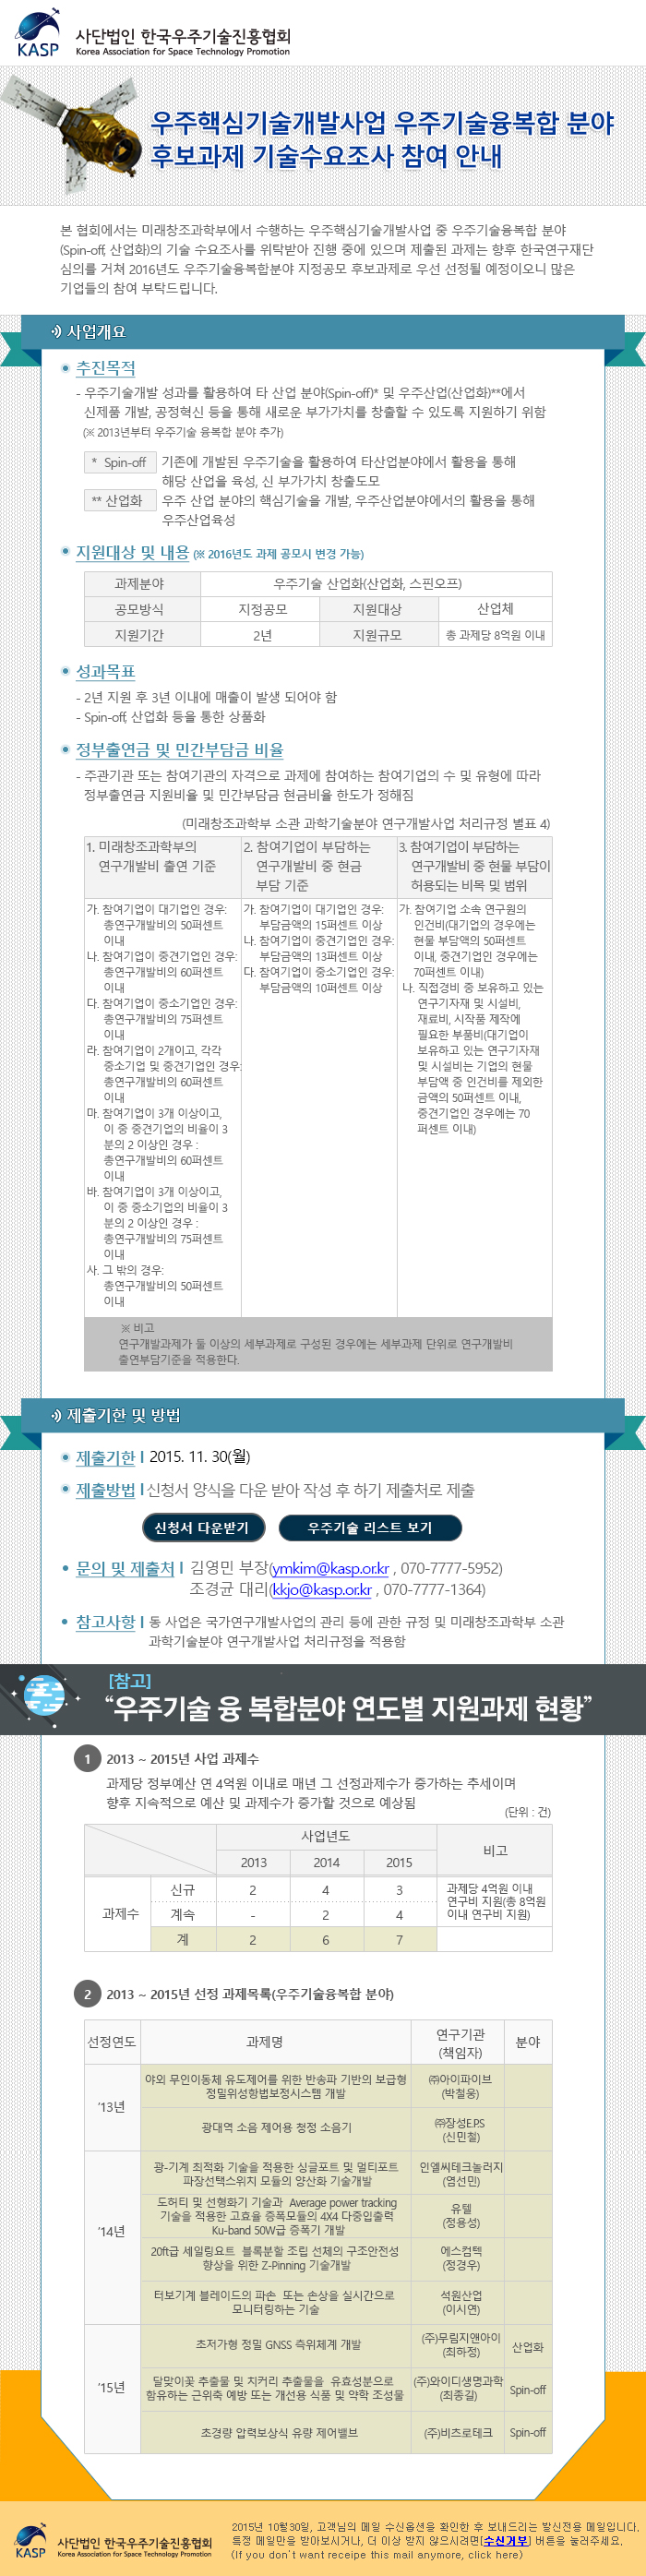 KASP
사단법인 한국우주기술진흥협회
Korea Association for Space Technology Promotion
우주핵심기술개발사업 우주기술융복합 분야
후보과제 기술수요조사 참여 안내
본 협회에서는 미래창조과학부에서 수행하는 우주핵심기술개발사업 중 우주기술융복합 분야
(Spin-off, 산업화)의 기술 수요조사를 위탁받아 진행 중에 있으며 제출된 과제는 향후 한국연구재단
심의를 거쳐 2016년도 우주기술융복합분야 지정공모 후보과제로 우선 선정될 예정이오니 많은
기업들의 참여 부탁드립니다.
사업개요
추진목적
- 우주기술개발 성과를 활용하여 타 산업 분야(Spin-off)* 및 우주산업(산업화)**에서
신제품 개발, 공정혁신 등을 통해 새로운 부가가치를 창출할 수 있도록 지원하기 위함
(※ 2013년부터 우주기술 융복합 분야 추가)
* Spin-off 기존에 개발된 우주기술을 활용하여 타산업분야에서 활용을 통해
해당 산업을 육성, 신 부가가치 창출도모
** 산업화 우주 산업 분야의 핵심기술을 개발, 우주산업분야에서의 활용을 통해
우주산업육성
지원대상 및 내용 (※ 2016년도 과제 공모시 변경 가능)
과제분야 우주기술 산업화(산업화, 스핀오프)
공모방식 지정공모 지원대상 산업체
지원기간 2년 지원규모 총 과제당 8억원 이내
성과목표
- 2년 지원 후 3년 이내에 매출이 발생 되어야 함
- Spin-off, 산업화 등을 통한 상품화
정부출연금 및 민간부담금 비율
- 주관기관 또는 참여기관의 자격으로 과제에 참여하는 참여기업의 수 및 유형에 따라
정부출연금 지원비율 및 민간부담금 현금비율 한도가 정해짐
(미래창조과학부 소관 과학기술분야 연구개발사업 처리규정 별표 4)
1. 미래창조과학부의
연구개발비 출연 기준
2. 참여기업이 부담하는
연구개발비 중 현금
부담 기준
3. 참여기업이 부담하는
연구개발비 중 현물 부담이
허용되는 비목 및 범위
가. 참여기업이 대기업인 경우:
총연구개발비의 50퍼센트
이내
나. 참여기업이 중견기업인 경우:
총연구개발비의 60퍼센트
이내
다. 참여기업이 중소기업인 경우:
총연구개발비의 75퍼센트
이내
라. 참여기업이 2개이고, 각각
중소기업 및 중견기업인 경우:
총연구개발비의 60퍼센트
이내
마. 참여기업이 3개 이상이고,
이 중 중견기업의 비율이 3
분의 2 이상인 경우 :
총연구개발비의 60퍼센트
이내
바. 참여기업이 3개 이상이고,
이 중 중소기업의 비율이 3
분의 2 이상인 경우 :
총연구개발비의 75퍼센트
이내
사. 그 밖의 경우:
총연구개발비의 50퍼센트
이내
가. 참여기업이 대기업인 경우:
부담금액의 15퍼센트 이상
나. 참여기업이 중견기업인 경우:
부담금액의 13퍼센트 이상
다. 참여기업이 중소기업인 경우:
부담금액의 10퍼센트 이상
가. 참여기업 소속 연구원의
인건비(대기업의 경우에는
현물 부담액의 50퍼센트
이내, 중견기업인 경우에는
70퍼센트 이내)
나. 직접경비 중 보유하고 있는
연구기자재 및 시설비,
재료비, 시작품 제작에
필요한 부품비(대기업이
보유하고 있는 연구기자재
및 시설비는 기업의 현물
부담액 중 인건비를 제외한
금액의 50퍼센트 이내,
중견기업인 경우에는 70
퍼센트 이내)
※ 비고
연구개발과제가 둘 이상의 세부과제로 구성된 경우에는 세부과제 단위로 연구개발비
출연부담기준을 적용한다.
제출기한 및 방법
제출기한 | 2015. 11. 30(월)
제출방법 | 신청서 양식을 다운 받아 작성 후 하기 제출처로 제출
신청서 다운받기 우주기술 리스트 보기
문의 및 제출처 | 김영민 부장(ymkim@kasp.or.kr , 070-7777-5952)
조경균 대리(kkjo@kasp.or.kr , 070-7777-1364)
참고사항 | 동 사업은 국가연구개발사업의 관리 등에 관한 규정 및 미래창조과학부 소관
과학기술분야 연구개발사업 처리규정을 적용함
[참고]
“우주기술 융 복합분야 연도별 지원과제 현황”
1 2013 ~ 2015년 사업 과제수
과제당 정부예산 연 4억원 이내로 매년 그 선정과제수가 증가하는 추세이며
향후 지속적으로 예산 및 과제수가 증가할 것으로 예상됨
(단위 : 건)
사업년도 비고
2013 2014 2015
과제수
신규 2 4 3
계속 - 2 4
계 2 6 7
과제당 4억원 이내
연구비 지원(총 8억원
이내 연구비 지원)
2 2013 ~ 2015년 선정 과제목록(우주기술융복합 분야)
선정연도 과제명 연구기관
(책임자) 분야
'13년
야외 무인이동체 유도제어를 위한 반송파 기반의 보급형
정밀위성항법보정시스템 개발
㈜아이파이브
(박철웅)
광대역 소음 제어용 청정 소음기
㈜장성E.P.S
(신민철)
'14년
광-기계 최적화 기술을 적용한 싱글포트 및 멀티포트
파장선택스위치 모듈의 양산화 기술개발
인엘씨테크놀러지
(염선민)
도허티 및 선형화기 기술과 Average power tracking
기술을 적용한 고효율 증폭모듈의 4X4 다중입출력
Ku-band 50W급 증폭기 개발
유텔
(정용성)
20ft급 세일링요트 블록분할 조립 선체의 구조안전성
향상을 위한 Z-Pinning 기술개발
에스컴텍
(정경우)
터보기계 블레이드의 파손 또는 손상을 실시간으로
모니터링하는 기술
석원산업
(이시연)
'15년
초저가형 정밀 GNSS 측위체계 개발
(주)무림지앤아이
(최하정)
산업화
달맞이꽃 추출물 및 치커리 추출물을 유효성분으로
함유하는 근위축 예방 또는 개선용 식품 및 약학 조성물
(주)와이디생명과학
(최종길)
Spin-off
초경량 압력보상식 유량 제어밸브 (주)비츠로테크 Spin-off
KASP
사단법인 한국우주기술진흥협회
Korea Association for Space Technology Promotion
2015년 10월30일, 고객님의 메일 수신옵션을 확인한 후 보내드리는 발신전용 메일입니다.
특정 메일만을 받아보시거나, 더 이상 받지 않으시려면[수신거부] 버튼을 눌러주세요.
(If you don't want receipe this mail anymore, click here)